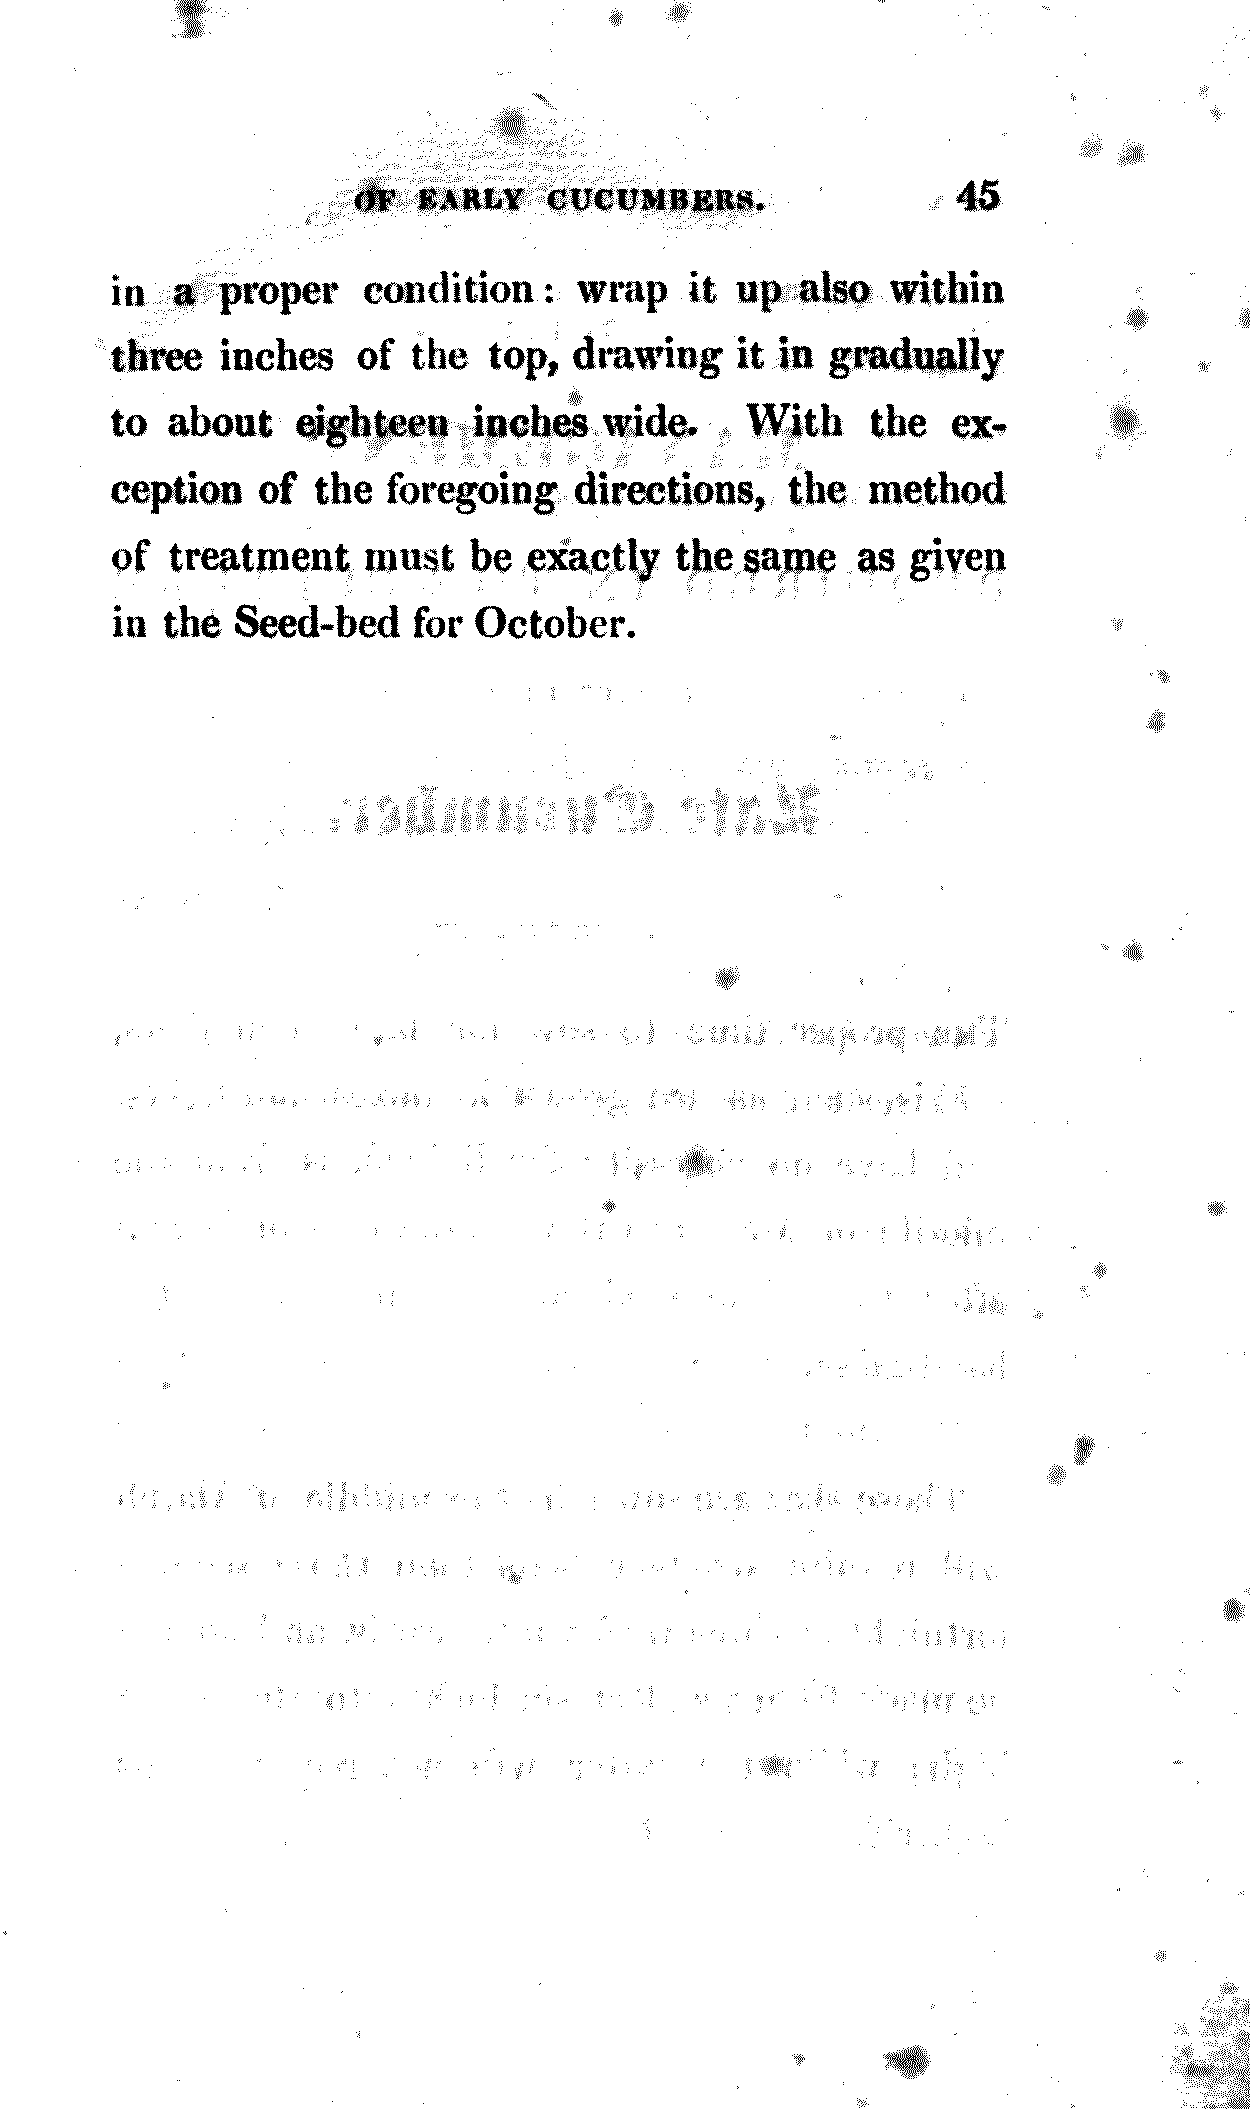 OF EARLY CUCUMBERS. 45
in a proper condition: wrap it up also within
three inches of the top, drawing it in gradually
to about eighteen inches wide. With the ex-
ception of the foregoing directions, the method
of treatment must be exactly the same as given
in the Seed-bed for October.